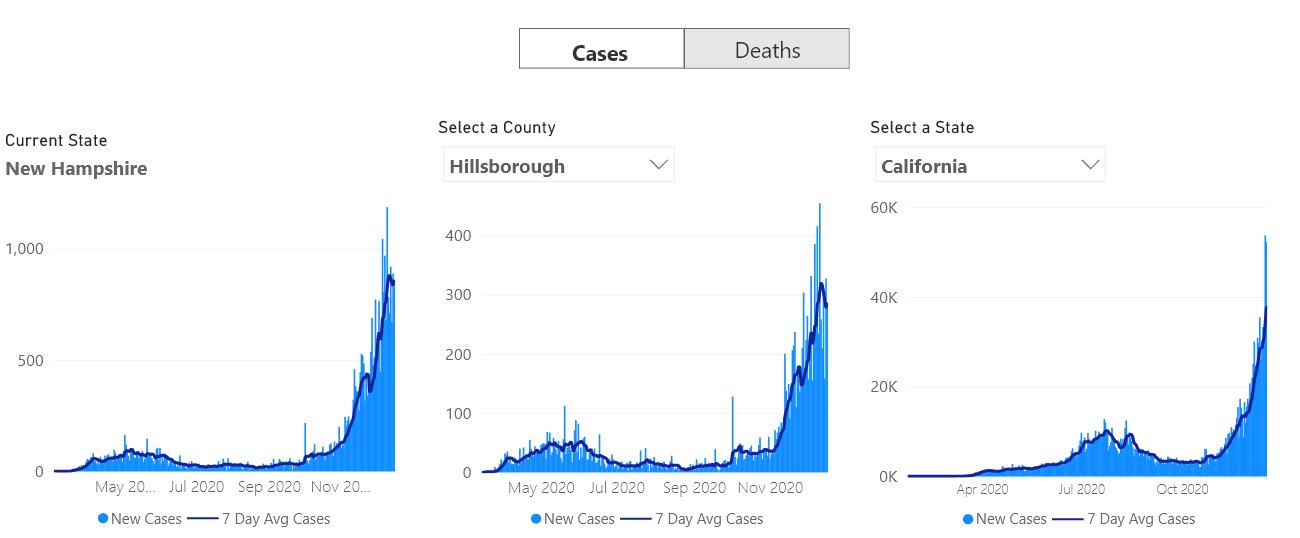 Cases
Deaths
Current State
New Hampshire
1,000
500
0
May 20...
Jul 2020
Sep 2020
Nov 20...
New Cases
7 Day Avg Cases
Select a County
Hillsborough
400
300
200
100
0
May 2020
Jul 2020
Sep 2020
Nov 2020
New Cases
7 Day Avg Cases
Select a State
California
60K
40K
20K
0K
Apr 2020
Jul 2020
Oct 2020
New Cases
7 Day Avg Cases